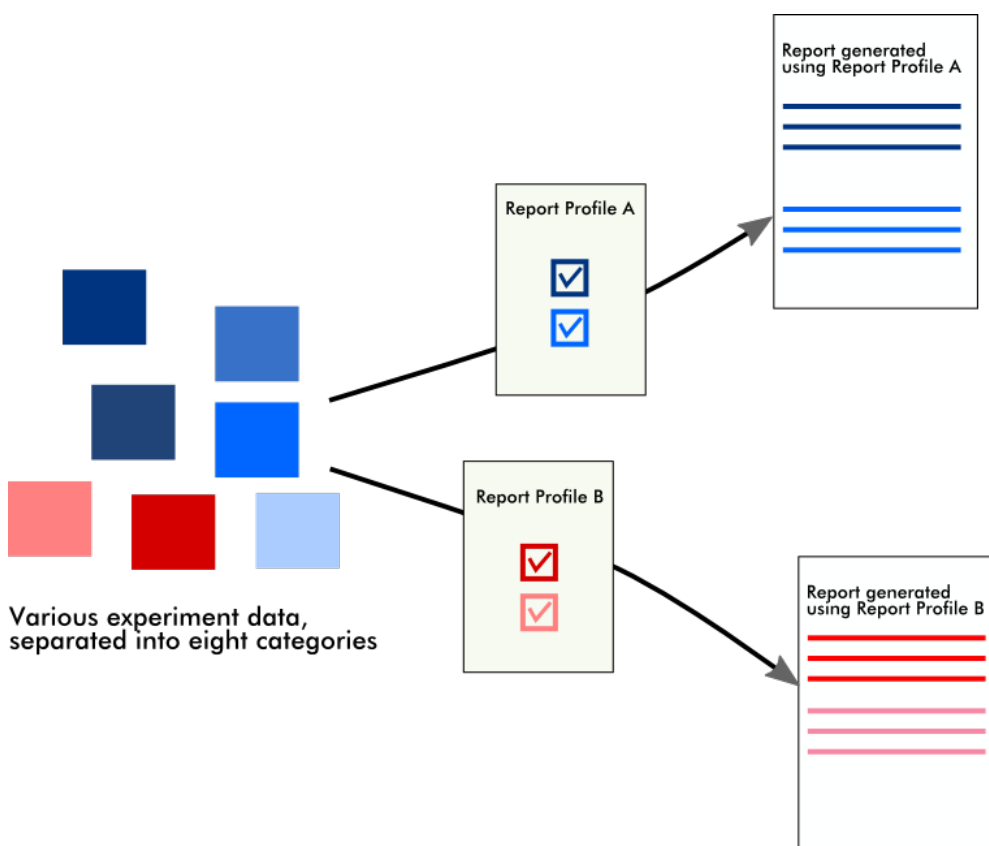 Report generated
using Report Profile A
Report Profile A
Report Profile B
Various experiment data,
separated into eight categories
Report generated
using Report Profile B